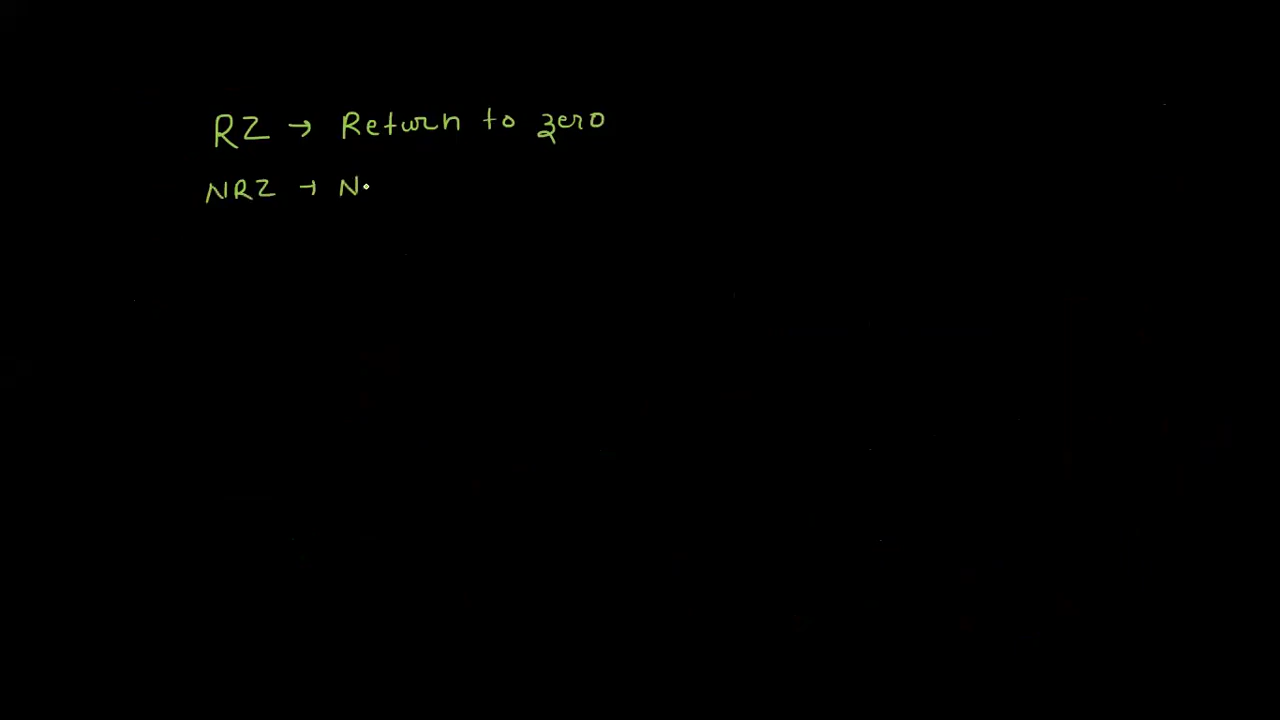 RZ → Return to zero
NRZ → N